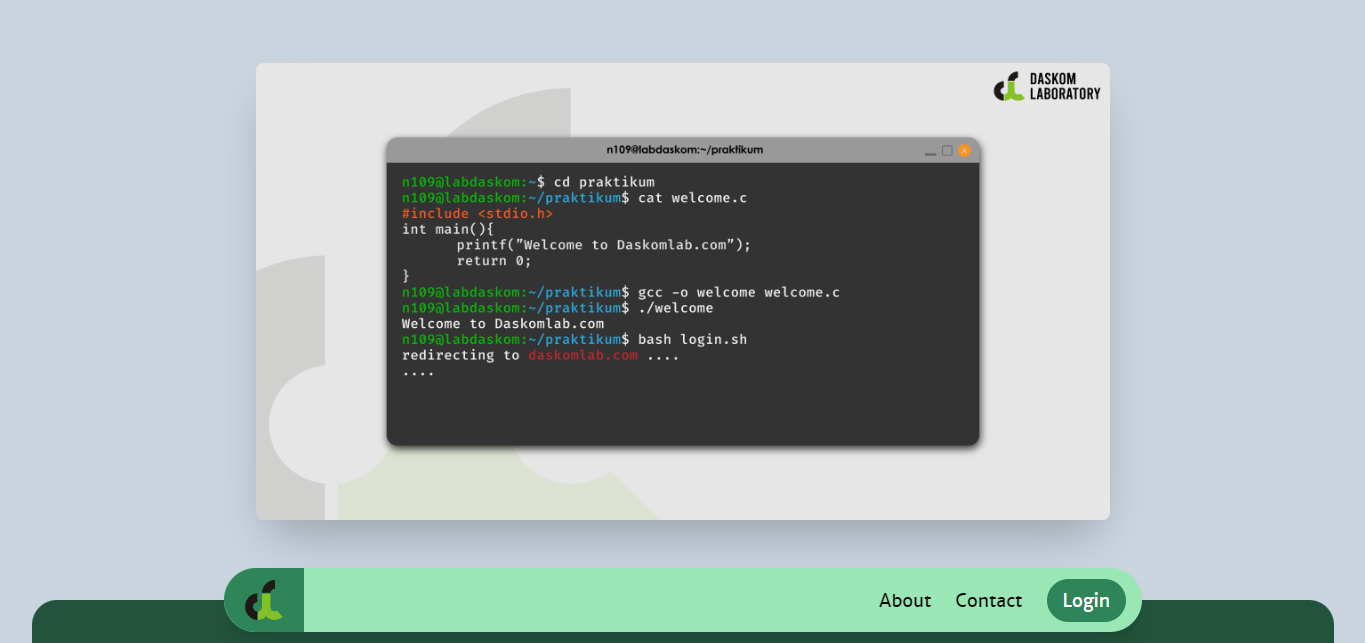 DASKOM
LABORATORY
n109@labdaskom:~/praktikum
n109@labdaskom:~$ cd praktikum
n109@labdaskom:~/praktikum$ cat welcome.c
#include <stdio.h>
int main(){
printf(”Welcome to Daskomlab.com”);
return 0;
}
n109@labdaskom:~/praktikum$ gcc -o welcome welcome.c
n109@labdaskom:~/praktikum$ ./welcome
Welcome to Daskomlab.com
n109@labdaskom:~/praktikum$ bash login.sh
redirecting to daskomlab.com ....
....
About Contact Login